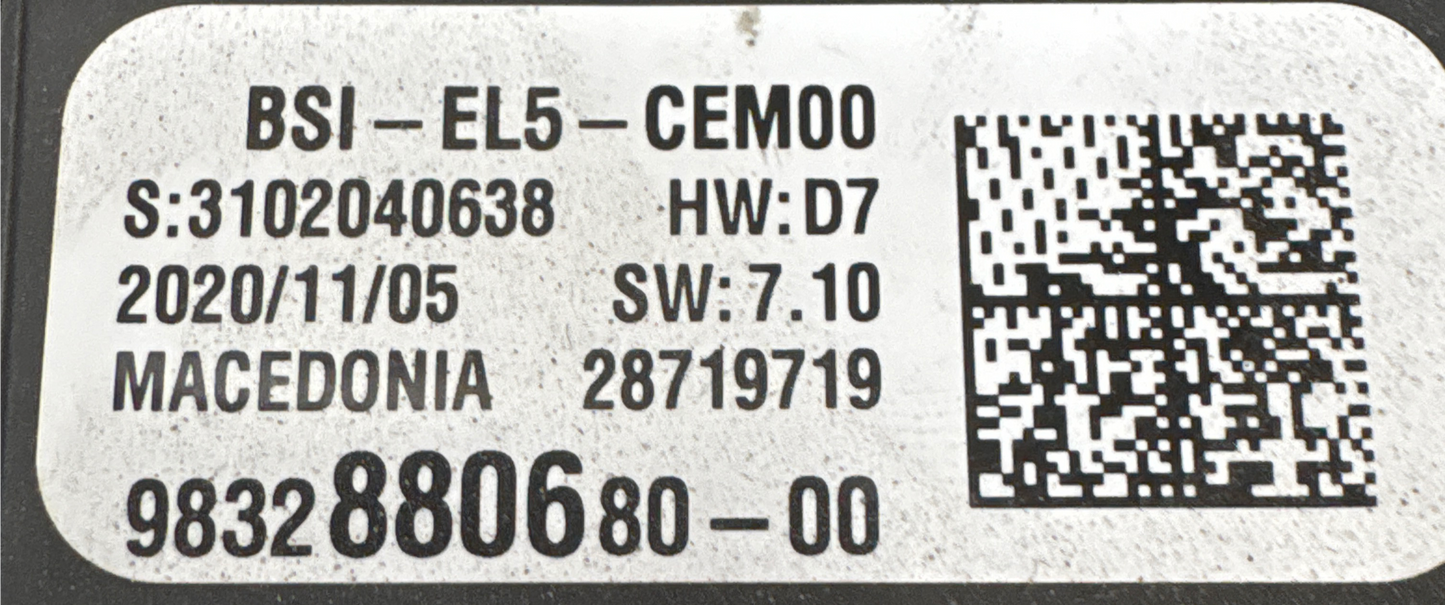 BSI – EL5 – CEM00
S:3102040638 HW:D7
2020/11/05 SW:7.10
MACEDONIA 28719719
9832880680 – 00